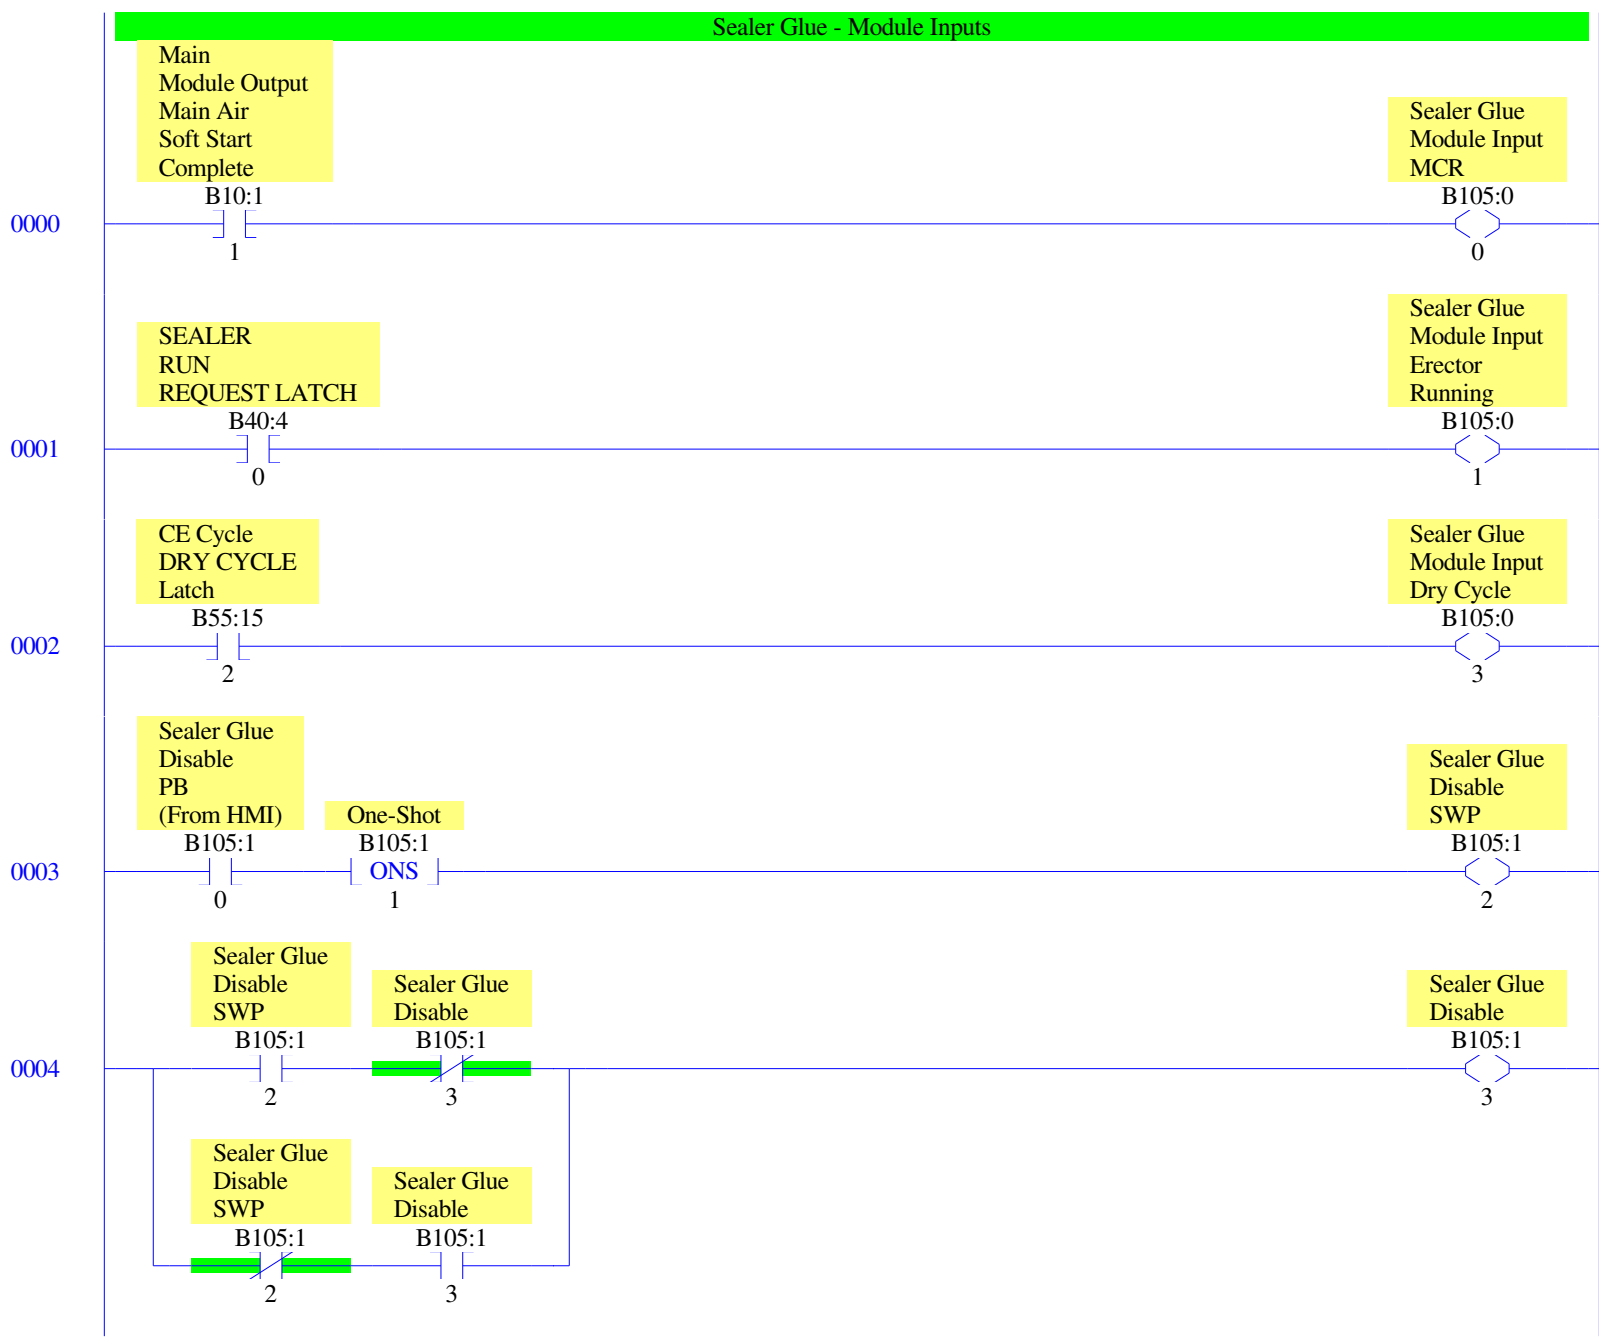 Sealer Glue - Module Inputs
Main
Module Output
Main Air
Soft Start
Complete
B10:1
1
Sealer Glue
Module Input
MCR
B105:0
0
0000
SEALER
RUN
REQUEST LATCH
B40:4
0
Sealer Glue
Module Input
Erector
Running
B105:0
1
0001
CE Cycle
DRY CYCLE
Latch
B55:15
2
Sealer Glue
Module Input
Dry Cycle
B105:0
3
0002
Sealer Glue
Disable
PB
(From HMI)
B105:1
0
One-Shot
B105:1
ONS
1
Sealer Glue
Disable
SWP
B105:1
2
0003
Sealer Glue
Disable
SWP
B105:1
2
Sealer Glue
Disable
B105:1
3
Sealer Glue
Disable
B105:1
3
0004
Sealer Glue
Disable
SWP
B105:1
2
Sealer Glue
Disable
B105:1
3